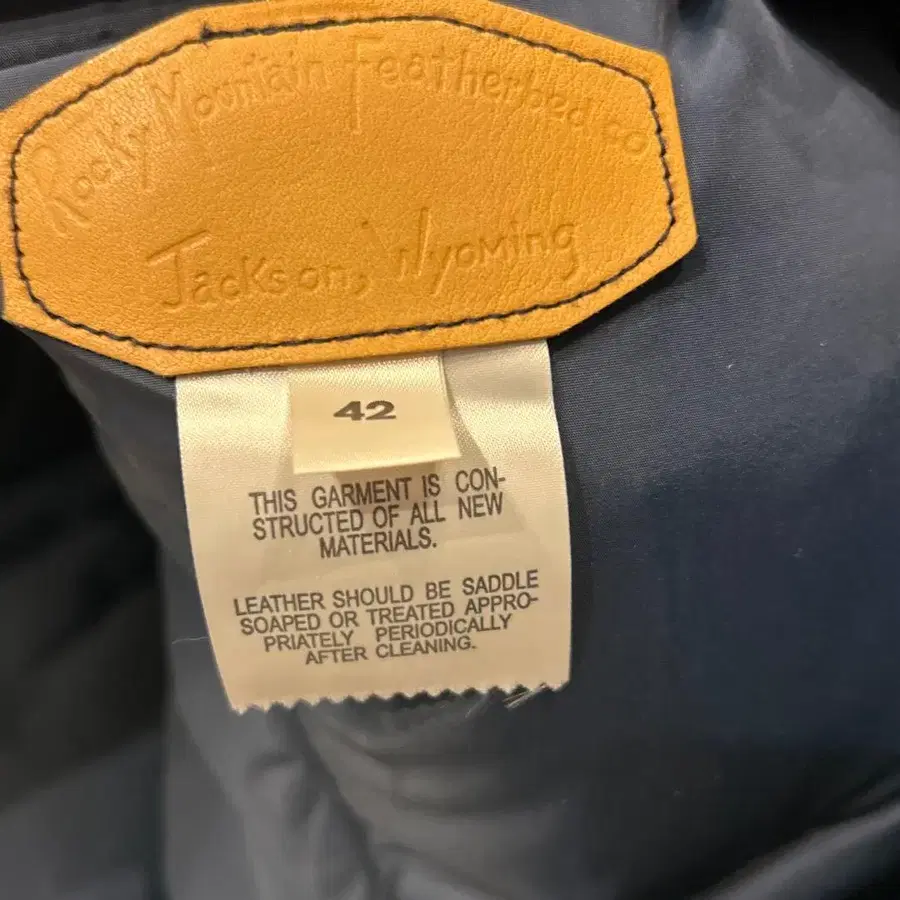 Rocky Mountain Featherbed co
Jackson, Wyoming
42
THIS GARMENT IS CON-
STRUCTED OF ALL NEW
MATERIALS.
LEATHER SHOULD BE SADDLE
SOAPED OR TREATED APPRO-
PRIATELY PERIODICALLY
AFTER CLEANING.